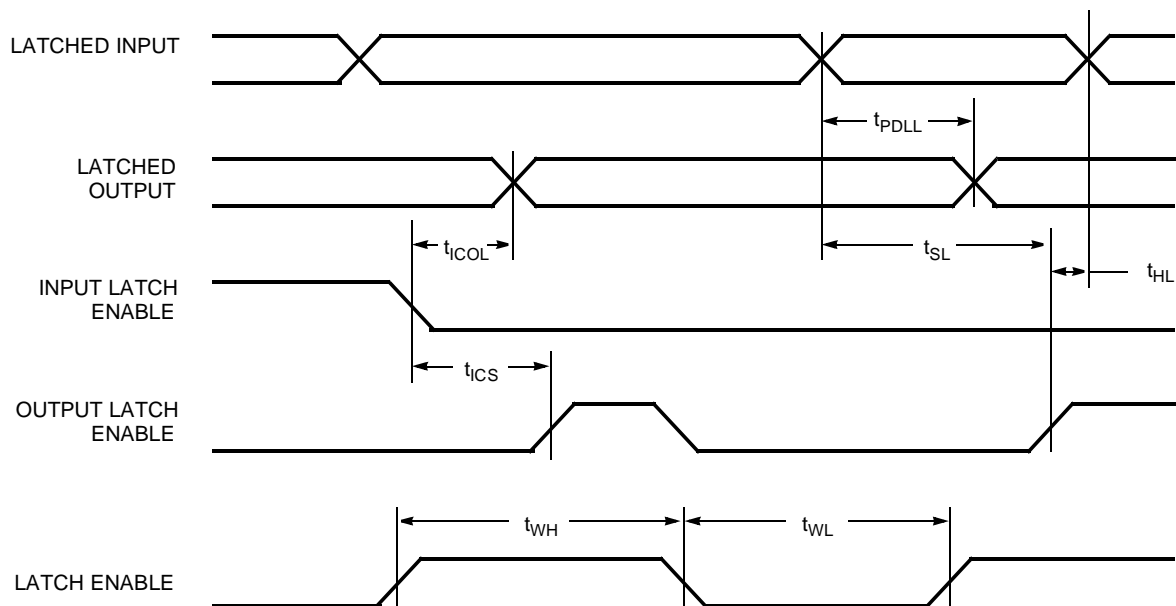 LATCHED INPUT
tPDLL
LATCHED
OUTPUT
tICOL
tSL
tHL
INPUT LATCH
ENABLE
tICS
OUTPUT LATCH
ENABLE
tWH
tWL
LATCH ENABLE